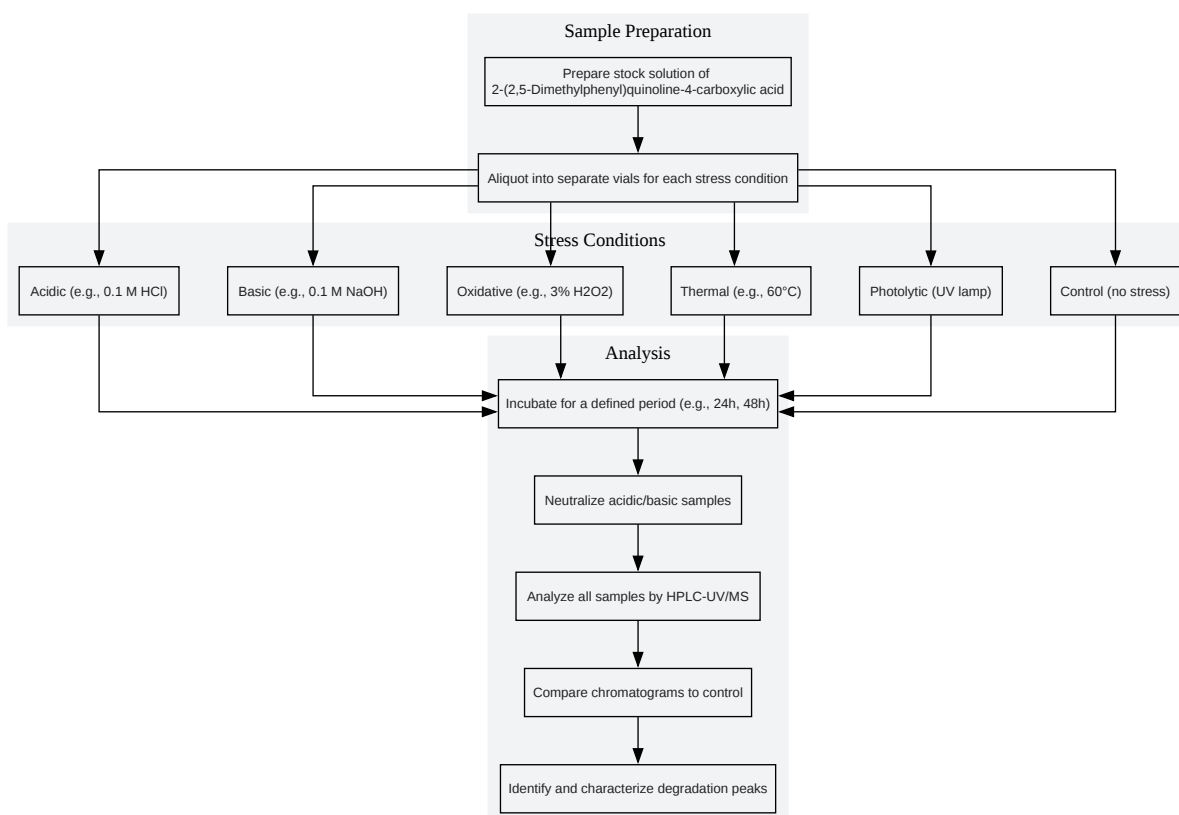 Sample Preparation
Prepare stock solution of
2-(2,5-Dimethylphenyl)quinoline-4-carboxylic acid
Aliquot into separate vials for each stress condition
Stress Conditions
Acidic (e.g., 0.1 M HCl)
Basic (e.g., 0.1 M NaOH)
Oxidative (e.g., 3% H2O2)
Thermal (e.g., 60°C)
Photolytic (UV lamp)
Control (no stress)
Analysis
Incubate for a defined period (e.g., 24h, 48h)
Neutralize acidic/basic samples
Analyze all samples by HPLC-UV/MS
Compare chromatograms to control
Identify and characterize degradation peaks